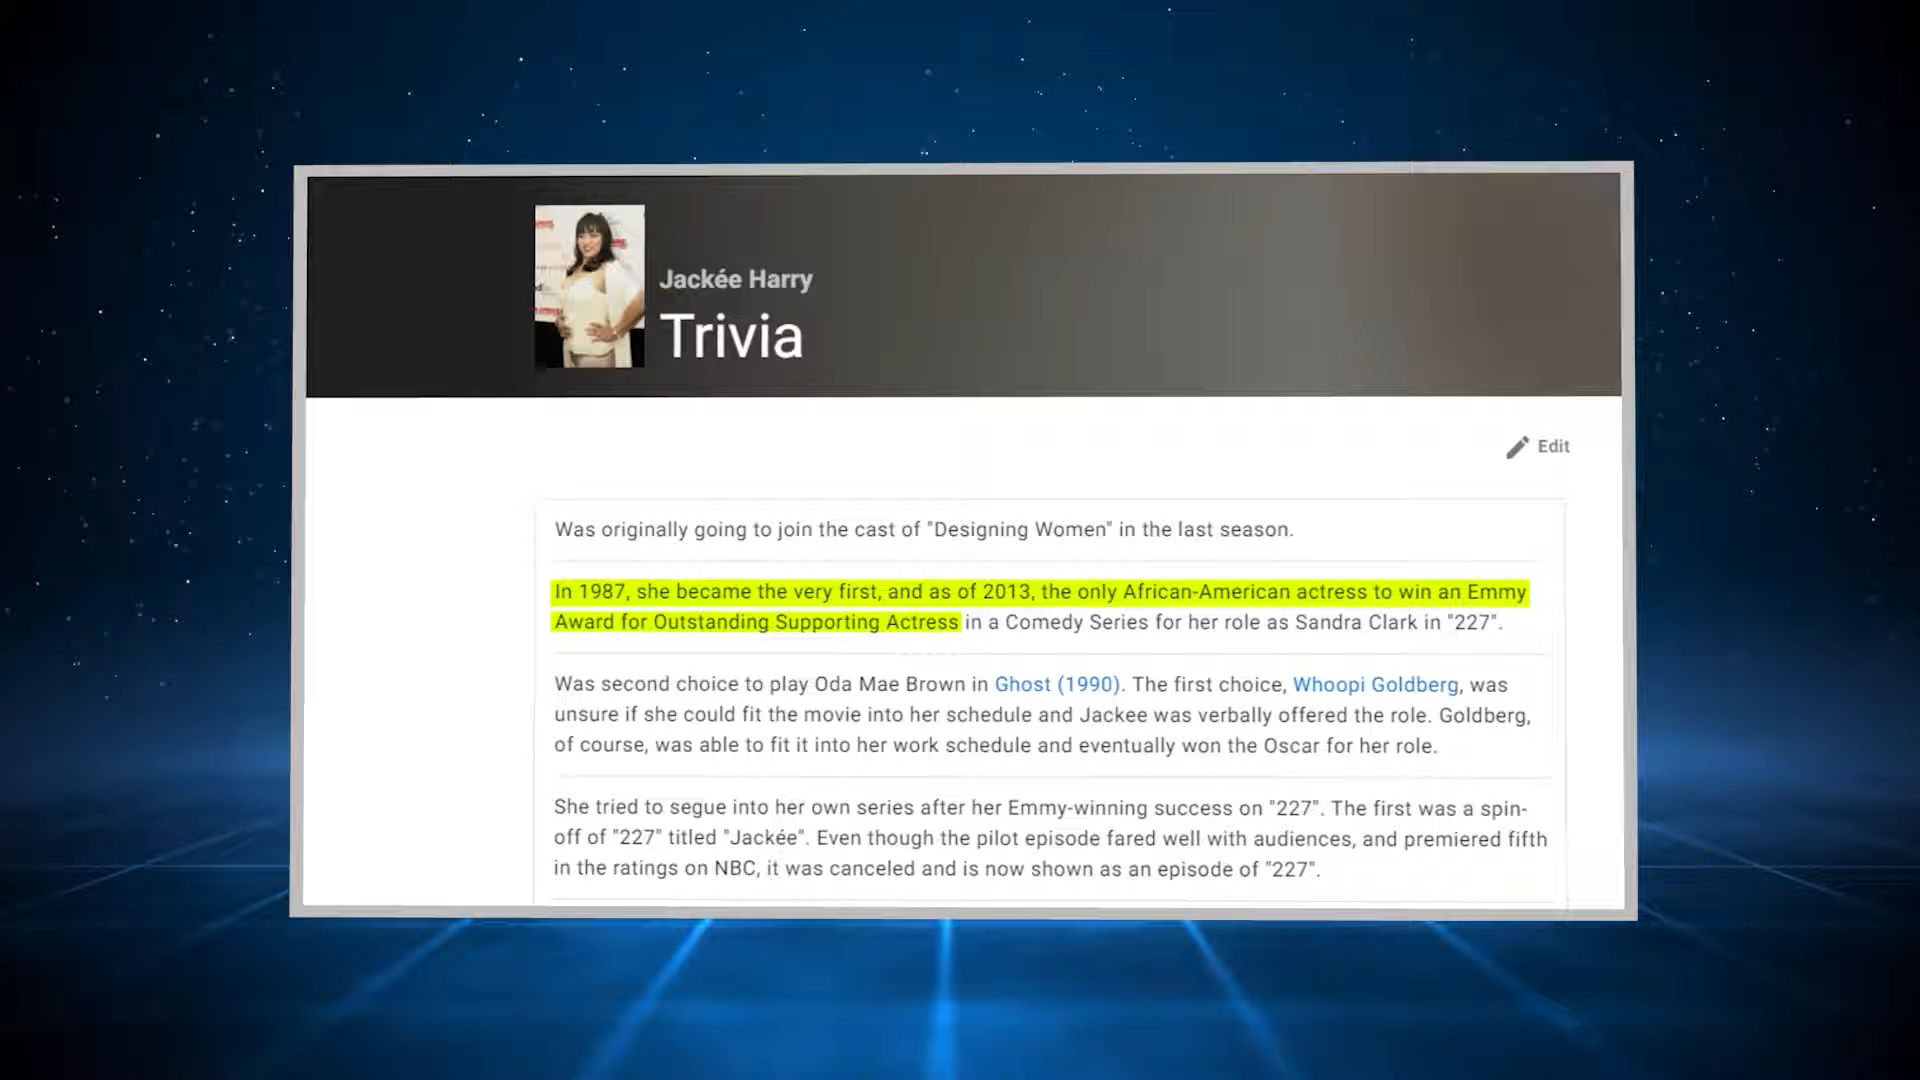 Jackée Harry
Trivia
Edit
Was originally going to join the cast of "Designing Women" in the last season.
In 1987, she became the very first, and as of 2013, the only African-American actress to win an Emmy
Award for Outstanding Supporting Actress in a Comedy Series for her role as Sandra Clark in "227".
Was second choice to play Oda Mae Brown in Ghost (1990). The first choice, Whoopi Goldberg, was
unsure if she could fit the movie into her schedule and Jackee was verbally offered the role. Goldberg,
of course, was able to fit it into her work schedule and eventually won the Oscar for her role.
She tried to segue into her own series after her Emmy-winning success on "227". The first was a spin-
off of "227" titled "Jackée". Even though the pilot episode fared well with audiences, and premiered fifth
in the ratings on NBC, it was canceled and is now shown as an episode of "227".